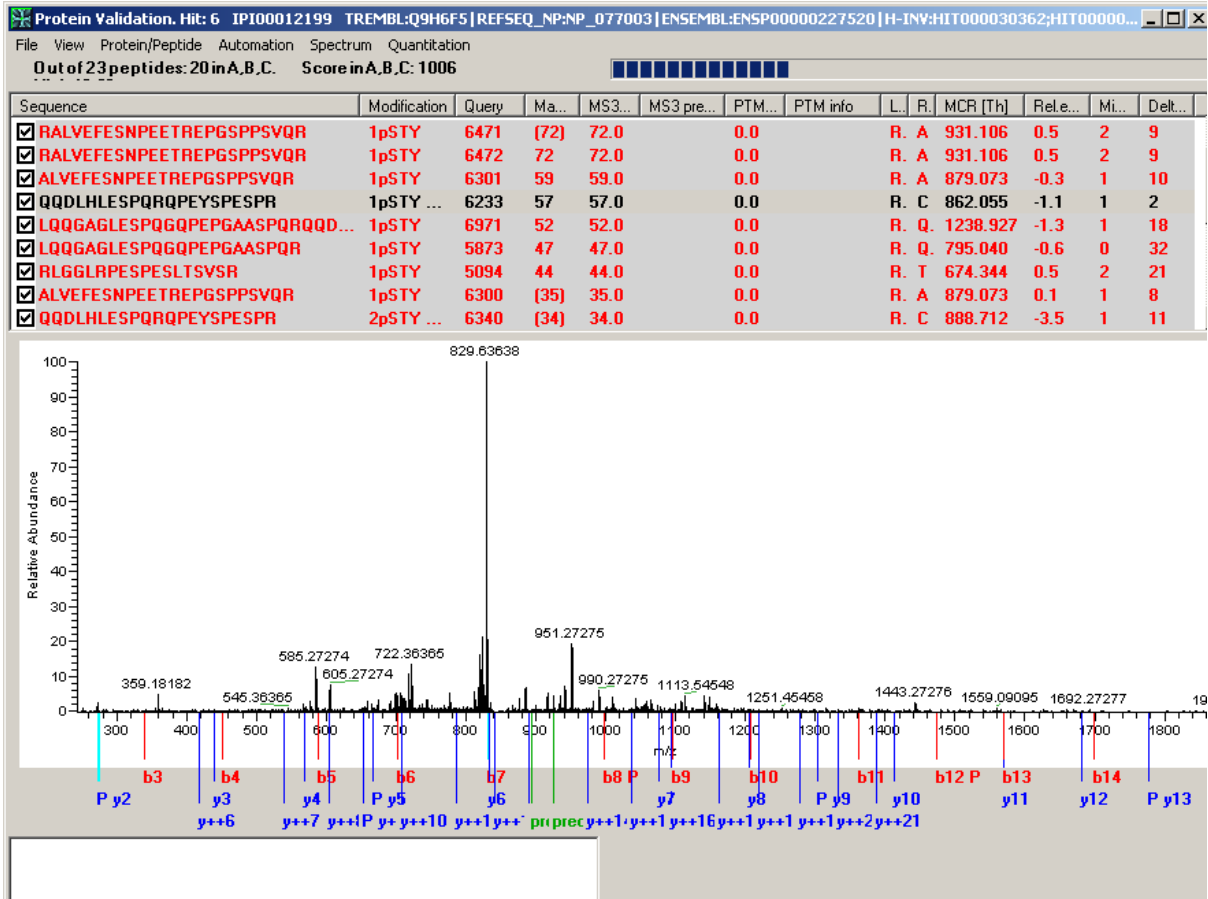 Protein Validation. Hit: 6 IPI00012199 TREMBL:Q9H6F5|REFSEQ_NP:NP_077003|ENSEMBL:ENSP00000227520|H-INV:HIT000030362;HIT00000...
File View Protein/Peptide Automation Spectrum Quantitation
Out of 23 peptides: 20 in A,B,C. Score in A,B,C: 1006
Sequence Modification Query Ma... MS3... MS3 pre... PTM... PTM info L.. R. MCR [Th] Rel.e... Mi... Delt...
RALVEFESNPEETREPGSPPSVQR 1pSTY 6471 (72) 72.0 0.0 R. A 931.106 0.5 2 9
RALVEFESNPEETREPGSPPSVQR 1pSTY 6472 72 72.0 0.0 R. A 931.106 0.5 2 9
ALVEFESNPEETREPGSPPSVQR 1pSTY 6301 59 59.0 0.0 R. A 879.073 -0.3 1 10
QQDLHLESPQRQPEYSPESPR 1pSTY ... 6233 57 57.0 0.0 R. C 862.055 -1.1 1 2
LQQGAGLESPQGQPEPGAASPQRQQD... 1pSTY 6971 52 52.0 0.0 R. Q. 1238.927 -1.3 1 18
LQQGAGLESPQGQPEPGAASPQR 1pSTY 5873 47 47.0 0.0 R. Q. 795.040 -0.6 0 32
RLGGLRPESPESLTSVSR 1pSTY 5094 44 44.0 0.0 R. T 674.344 0.5 2 21
ALVEFESNPEETREPGSPPSVQR 1pSTY 6300 (35) 35.0 0.0 R. A 879.073 0.1 1 8
QQDLHLESPQRQPEYSPESPR 2pSTY ... 6340 (34) 34.0 0.0 R. C 888.712 -3.5 1 11
829.63638
100
90
80
70
60
50
40
30
20
10
0
Relative Abundance
951.27275
585.27274 722.36365
605.27274
359.18182 545.36365 990.27275 1113.54548 1251.45458 1443.27276 1559.09095 1692.27277 19
300 400 500 600 700 800 900 1000 1100 1200 1300 1400 1500 1600 1700 1800
m/z
b3 b4 b5 b6 b7 b8 P b9 b10 b11 b12 P b13 b14
P y2 y3 y4 P y5 y6 y7 y8 P y9 y10 y11 y12 P y13
y++6 y++7 y++10 y++16 y++21